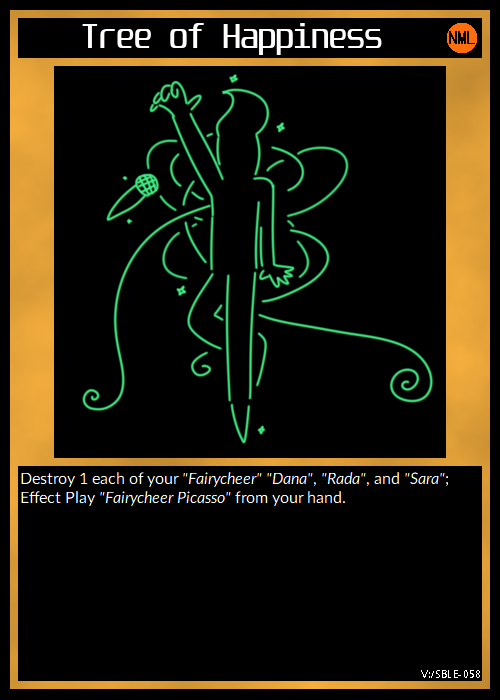 Tree of Happiness
NML
Destroy 1 each of your "Fairycheer" "Dana", "Rada", and "Sara";
Effect Play "Fairycheer Picasso" from your hand.
V:/SBLE-058